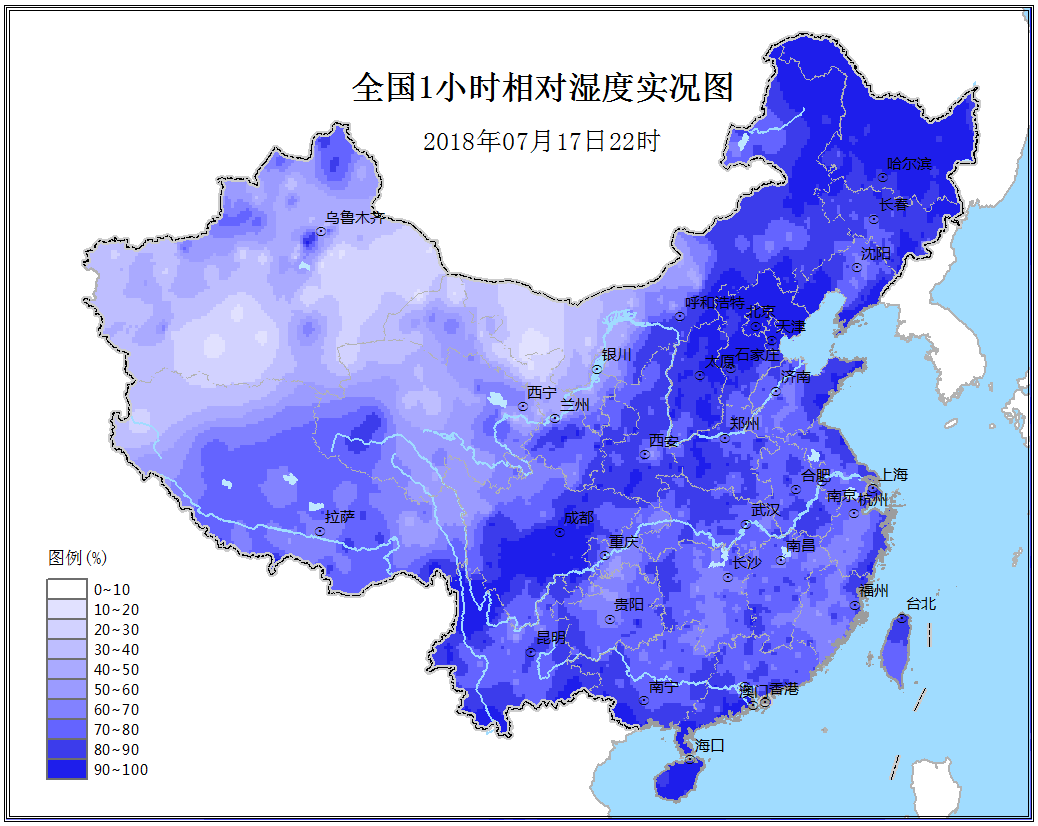 全国1小时相对湿度实况图
2018年07月17日22时
哈尔滨
长春
乌鲁木齐
沈阳
呼和浩特
北京
天津
银川
太原
石家庄
济南
西宁
兰州
郑州
西安
合肥
上海
南京
杭州
拉萨
成都
武汉
重庆
南昌
长沙
福州
贵阳
台北
昆明
南宁
澳门
香港
海口
图例(%)
0~10
10~20
20~30
30~40
40~50
50~60
60~70
70~80
80~90
90~100